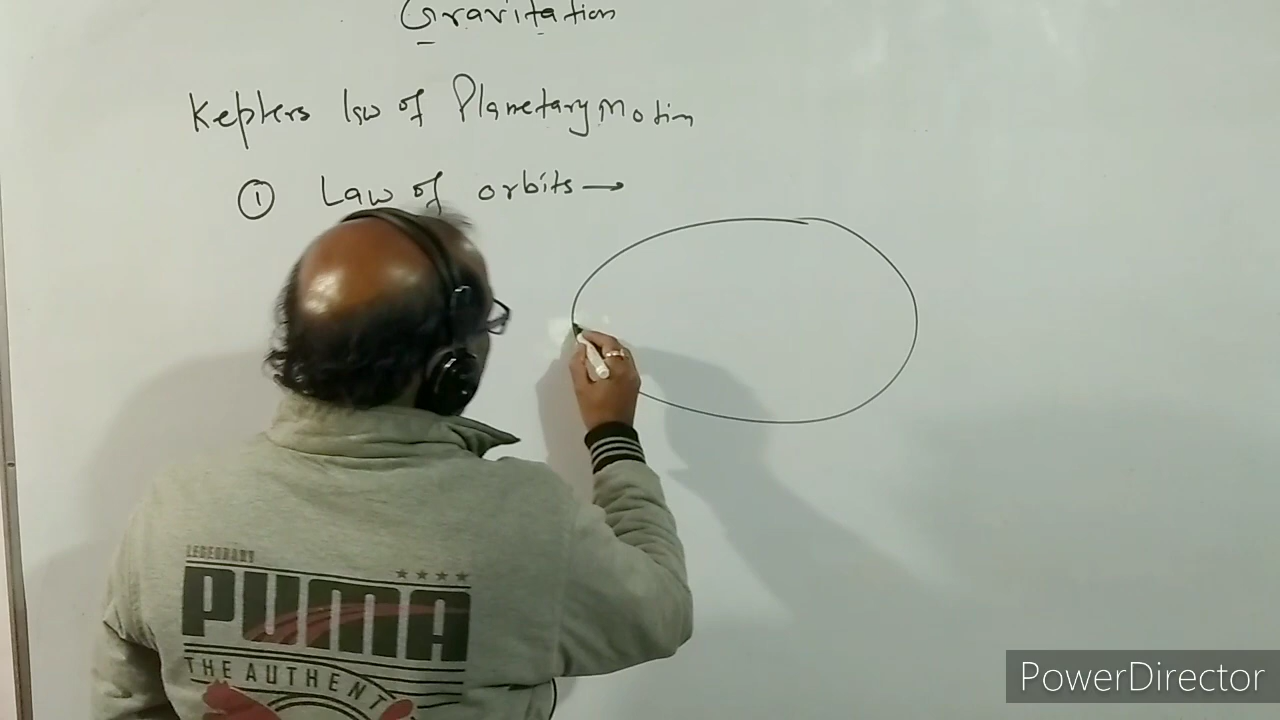 Gravitation
Keplers law of Planetary Motion
① Law of orbits →
LEGENDARY
PUMA
THE AUTHENT
PowerDirector